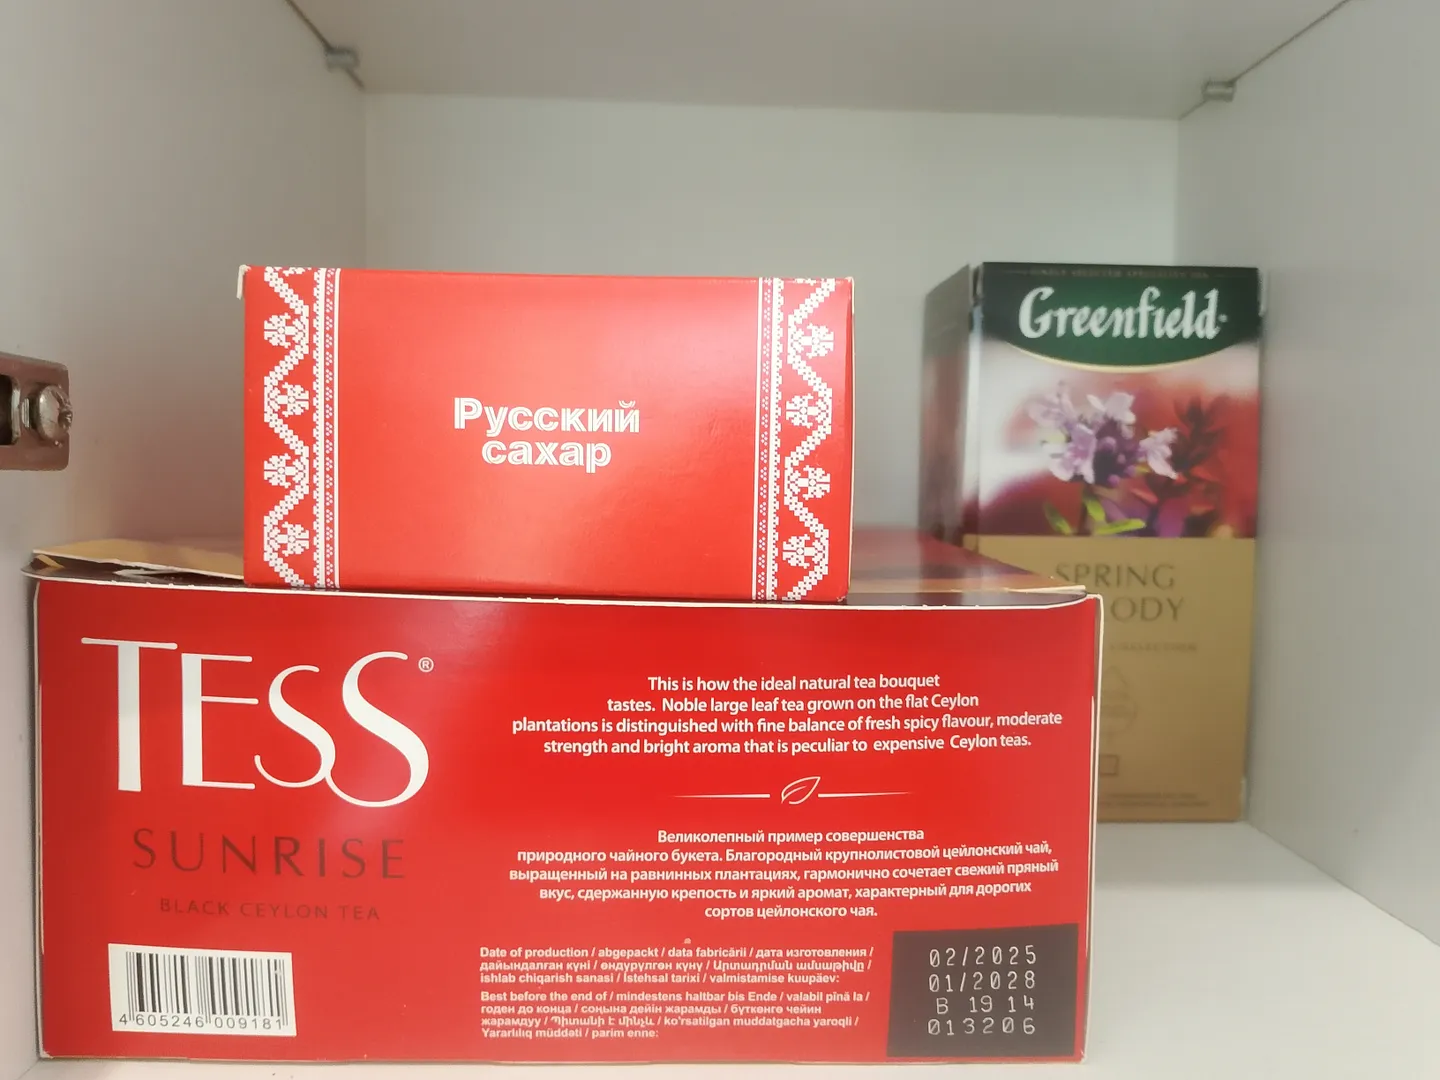 Русский
сахар
Greenfield
SPRING
ODY
TESS®
SUNRISE
BLACK CEYLON TEA
This is how the ideal natural tea bouquet
tastes. Noble large leaf tea grown on the flat Ceylon
plantations is distinguished with fine balance of fresh spicy flavour, moderate
strength and bright aroma that is peculiar to expensive Ceylon teas.
Великолепный пример совершенства
природного чайного букета. Благородный крупнолистовой цейлонский чай,
выращенный на равнинных плантациях, гармонично сочетает свежий пряный
вкус, сдержанную крепость и яркий аромат, характерный для дорогих
сортов цейлонского чая.
Date of production / abgepackt / data fabricării / дата изготовления /
дайындалған күні / өндүрүлгөн күнү / Արտադրման ամսաթիվը /
ishlab chiqarish sanasi / İstehsal tarixi / valmistamise kuupäev:
Best before the end of / mindestens haltbar bis Ende / valabil pînă la /
годен до конца / соңына дейін жарамды / бүткөнгө чейин
жарамдуу / Պիտանի է մինչև / ko'rsatilgan muddatgacha yaroqli /
Yararlılıq müddəti / parim enne:
02/2025
01/2028
B 19 14
013206
4 605246 009181